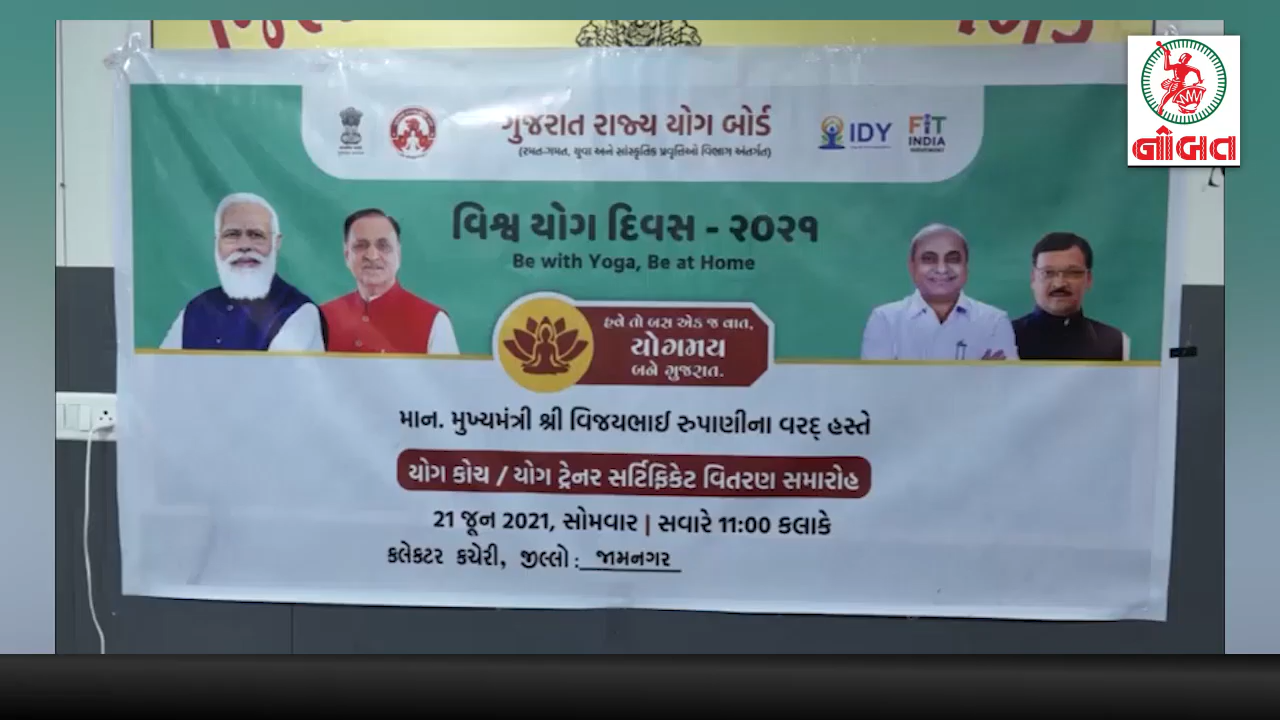 નોબત
ગુજરાત રાજ્ય યોગ બોર્ડ
(રમત-ગમત, યુવા અને સાંસ્કૃતિક પ્રવૃત્તિઓ વિભાગ અંતર્ગત)
IDY
FIT
INDIA
વિશ્વ યોગ દિવસ - ૨૦૨૧
Be with Yoga, Be at Home
હવે તો બસ એક જ વાત,
યોગમય
બને ગુજરાત.
માન. મુખ્યમંત્રી શ્રી વિજયભાઈ રુપાણીના વરદ્ હસ્તે
યોગ કોચ / યોગ ટ્રેનર સર્ટિફિકેટ વિતરણ સમારોહ
21 જૂન 2021, સોમવાર | સવારે 11:00 કલાકે
કલેકટર કચેરી, જીલ્લો : જામનગર